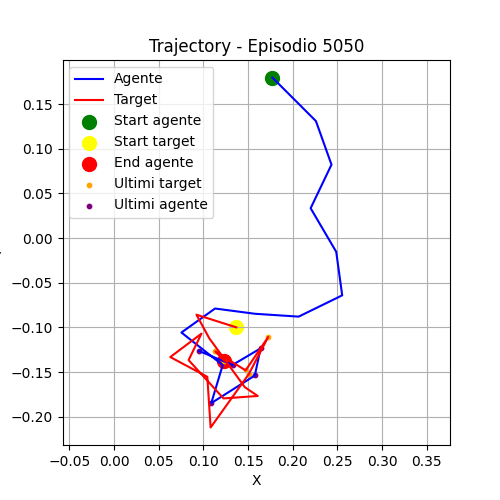 Trajectory - Episodio 5050
Agente
Target
Start agente
Start target
End agente
Ultimi target
Ultimi agente
0.15
0.10
0.05
0.00
−0.05
−0.10
−0.15
−0.20
−0.05 0.00 0.05 0.10 0.15 0.20 0.25 0.30 0.35
X